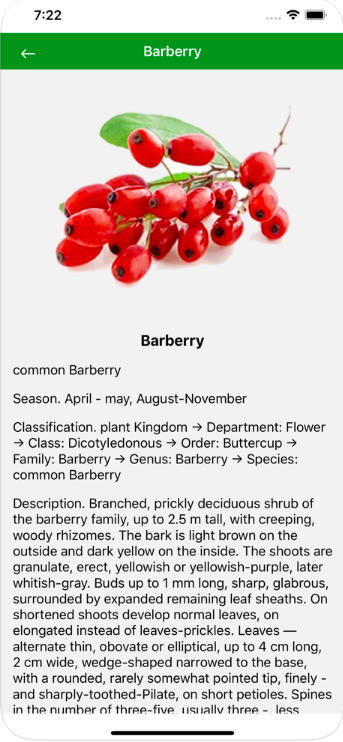 7:22
Barberry
Barberry
common Barberry
Season. April - may, August-November
Classification. plant Kingdom → Department: Flower
→ Class: Dicotyledonous → Order: Buttercup →
Family: Barberry → Genus: Barberry → Species:
common Barberry
Description. Branched, prickly deciduous shrub of
the barberry family, up to 2.5 m tall, with creeping,
woody rhizomes. The bark is light brown on the
outside and dark yellow on the inside. The shoots are
granulate, erect, yellowish or yellowish-purple, later
whitish-gray. Buds up to 1 mm long, sharp, glabrous,
surrounded by expanded remaining leaf sheaths. On
shortened shoots develop normal leaves, on
elongated instead of leaves-prickles. Leaves —
alternate thin, obovate or elliptical, up to 4 cm long,
2 cm wide, wedge-shaped narrowed to the base,
with a rounded, rarely somewhat pointed tip, finely -
and sharply-toothed-Pilate, on short petioles. Spines
in the number of three-five, usually three -, less